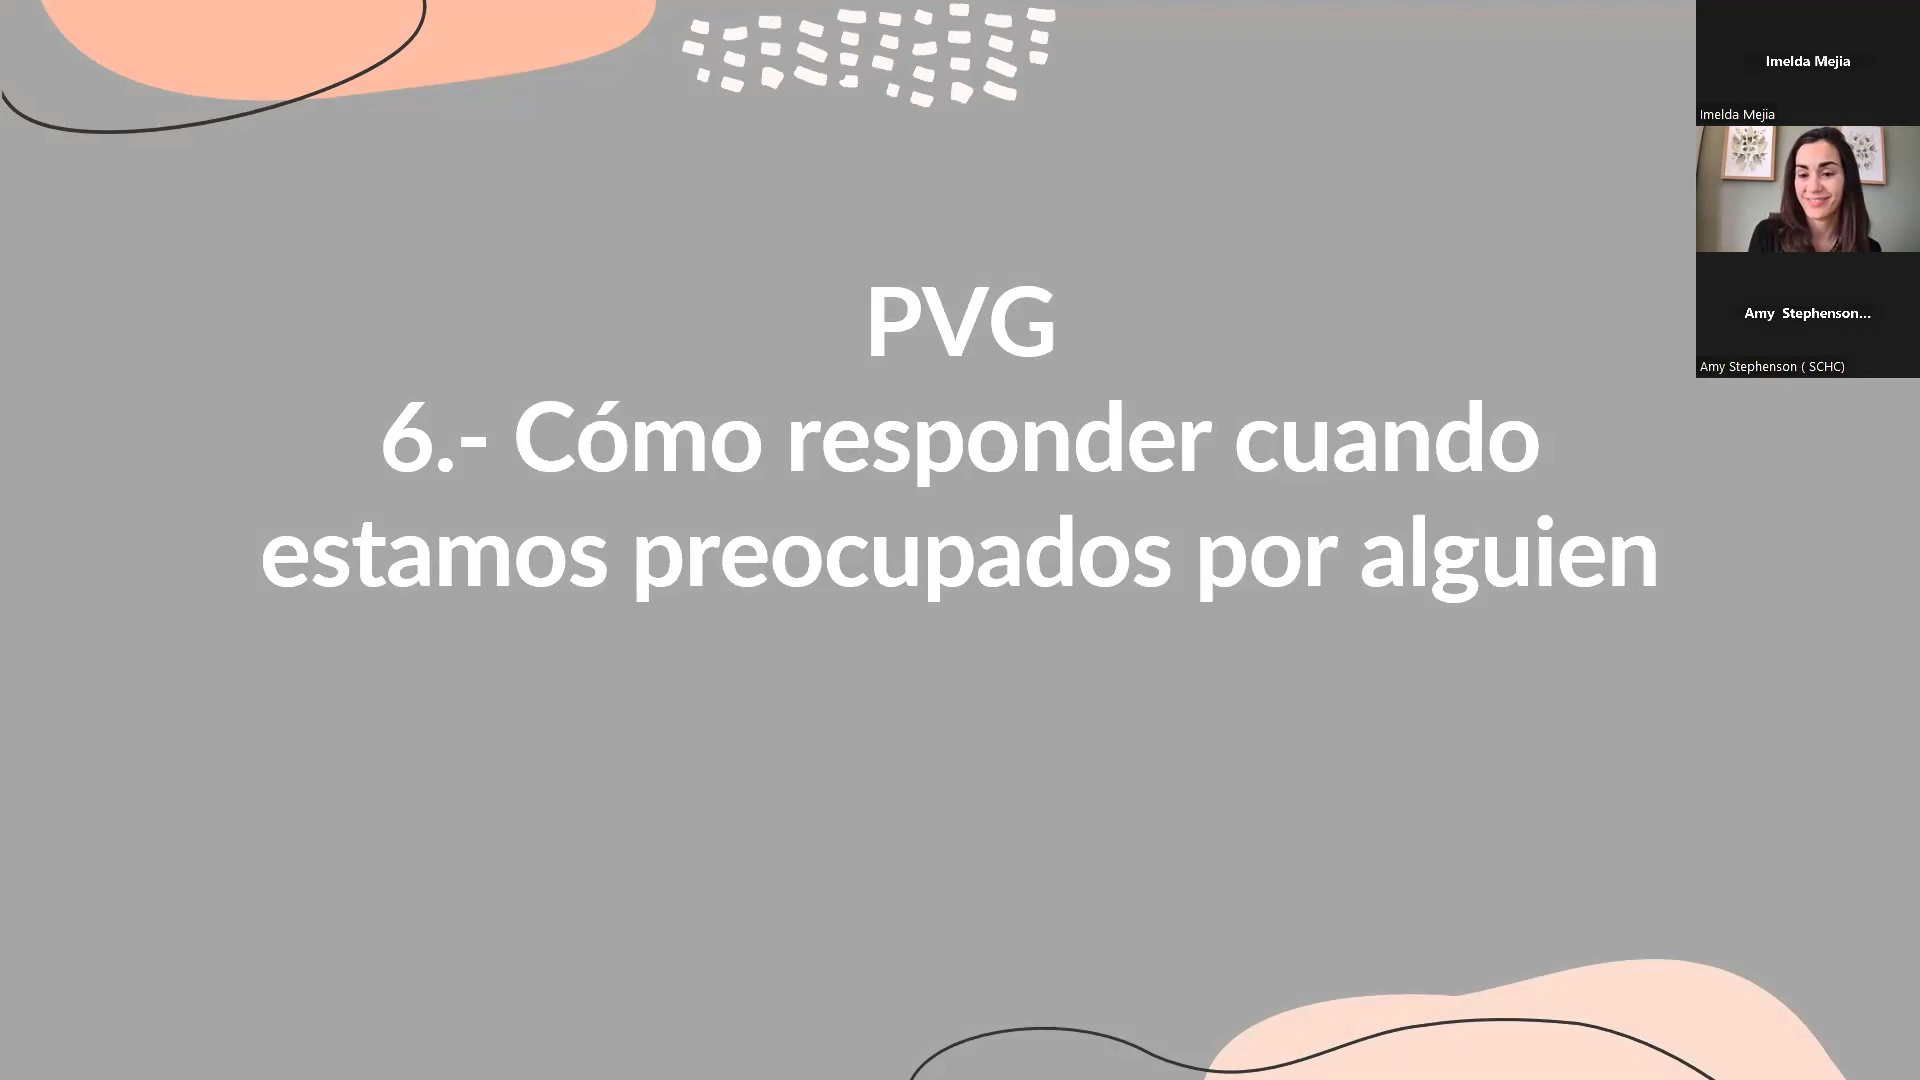 PVG
6.- Cómo responder cuando
estamos preocupados por alguien
Imelda Mejia
Imelda Mejia
Amy Stephenson...
Amy Stephenson ( SCHC)